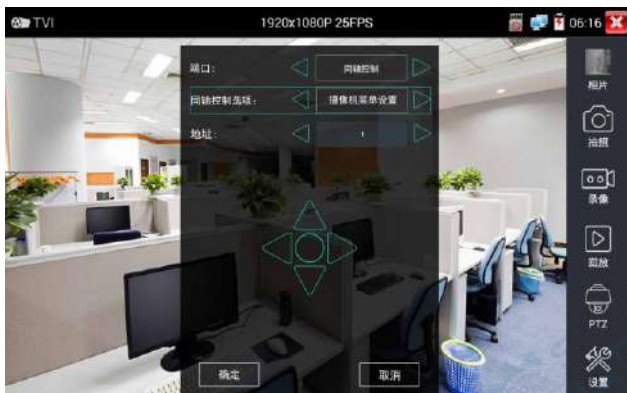 TVI 1920x1080P 25FPS 06:16
端口: 同轴控制
同轴控制选项: 摄像机菜单设置
地址: 1
确定 取消
相片
拍照
录像
回放
PTZ
设置